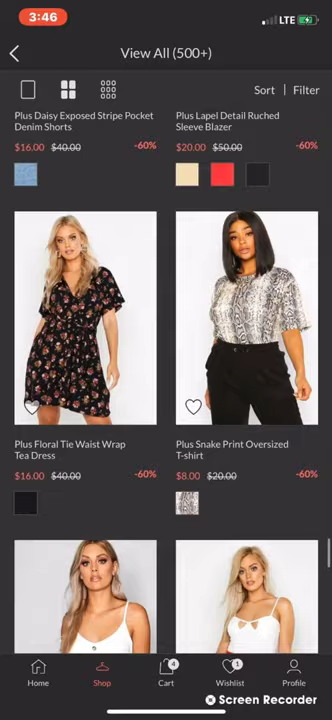 3:46
LTE
View All (500+)
Sort | Filter
Plus Daisy Exposed Stripe Pocket
Denim Shorts
$16.00 $40.00 -60%
Plus Lapel Detail Ruched
Sleeve Blazer
$20.00 $50.00 -60%
Plus Floral Tie Waist Wrap
Tea Dress
$16.00 $40.00 -60%
Plus Snake Print Oversized
T-shirt
$8.00 $20.00 -60%
Home
Shop
4
Cart
1
Wishlist
Profile
Screen Recorder